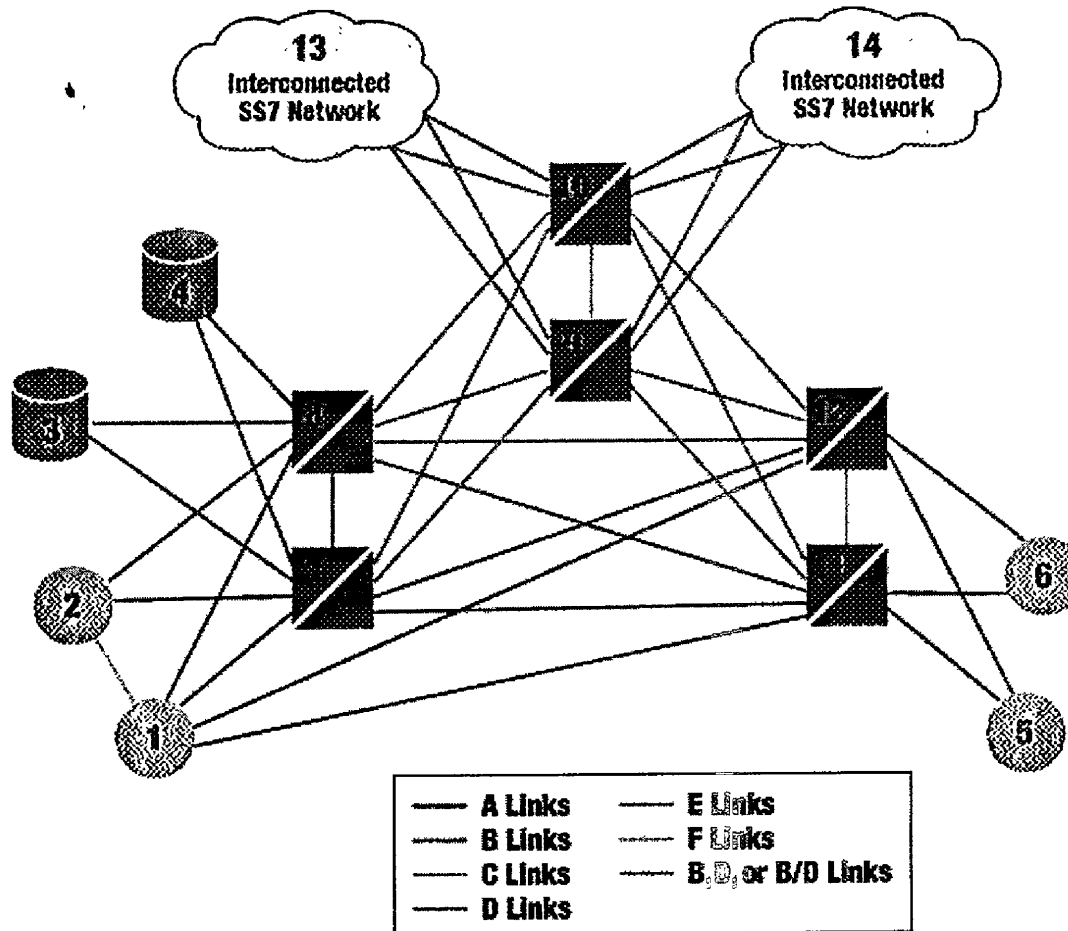 13
Interconnected
SS7 Network
14
Interconnected
SS7 Network
4
3
2
1
6
5
A Links
B Links
C Links
D Links
E Links
F Links
B, D, or B/D Links